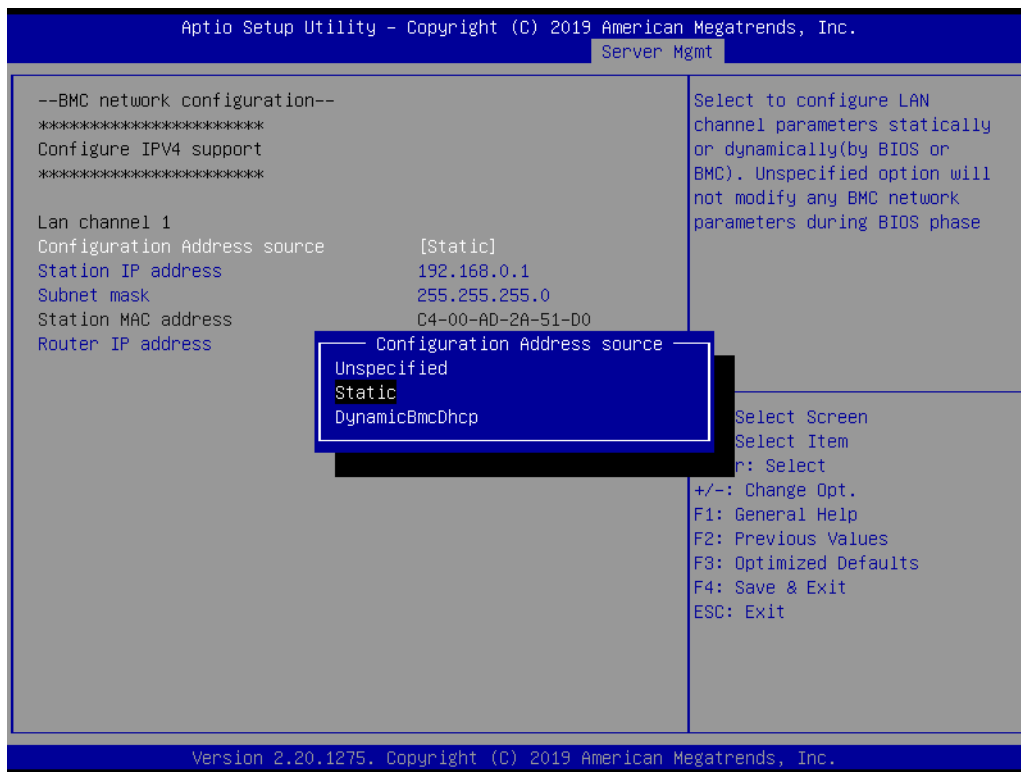 Aptio Setup Utility – Copyright (C) 2019 American Megatrends, Inc.
Server Mgmt
--BMC network configuration--
***********************
Configure IPV4 support
***********************
Lan channel 1
Configuration Address source [Static]
Station IP address 192.168.0.1
Subnet mask 255.255.255.0
Station MAC address C4-00-AD-2A-51-D0
Router IP address
Configuration Address source
Unspecified
Static
DynamicBmcDhcp
Select to configure LAN
channel parameters statically
or dynamically(by BIOS or
BMC). Unspecified option will
not modify any BMC network
parameters during BIOS phase
Select Screen
Select Item
r: Select
+/-: Change Opt.
F1: General Help
F2: Previous Values
F3: Optimized Defaults
F4: Save & Exit
ESC: Exit
Version 2.20.1275. Copyright (C) 2019 American Megatrends, Inc.